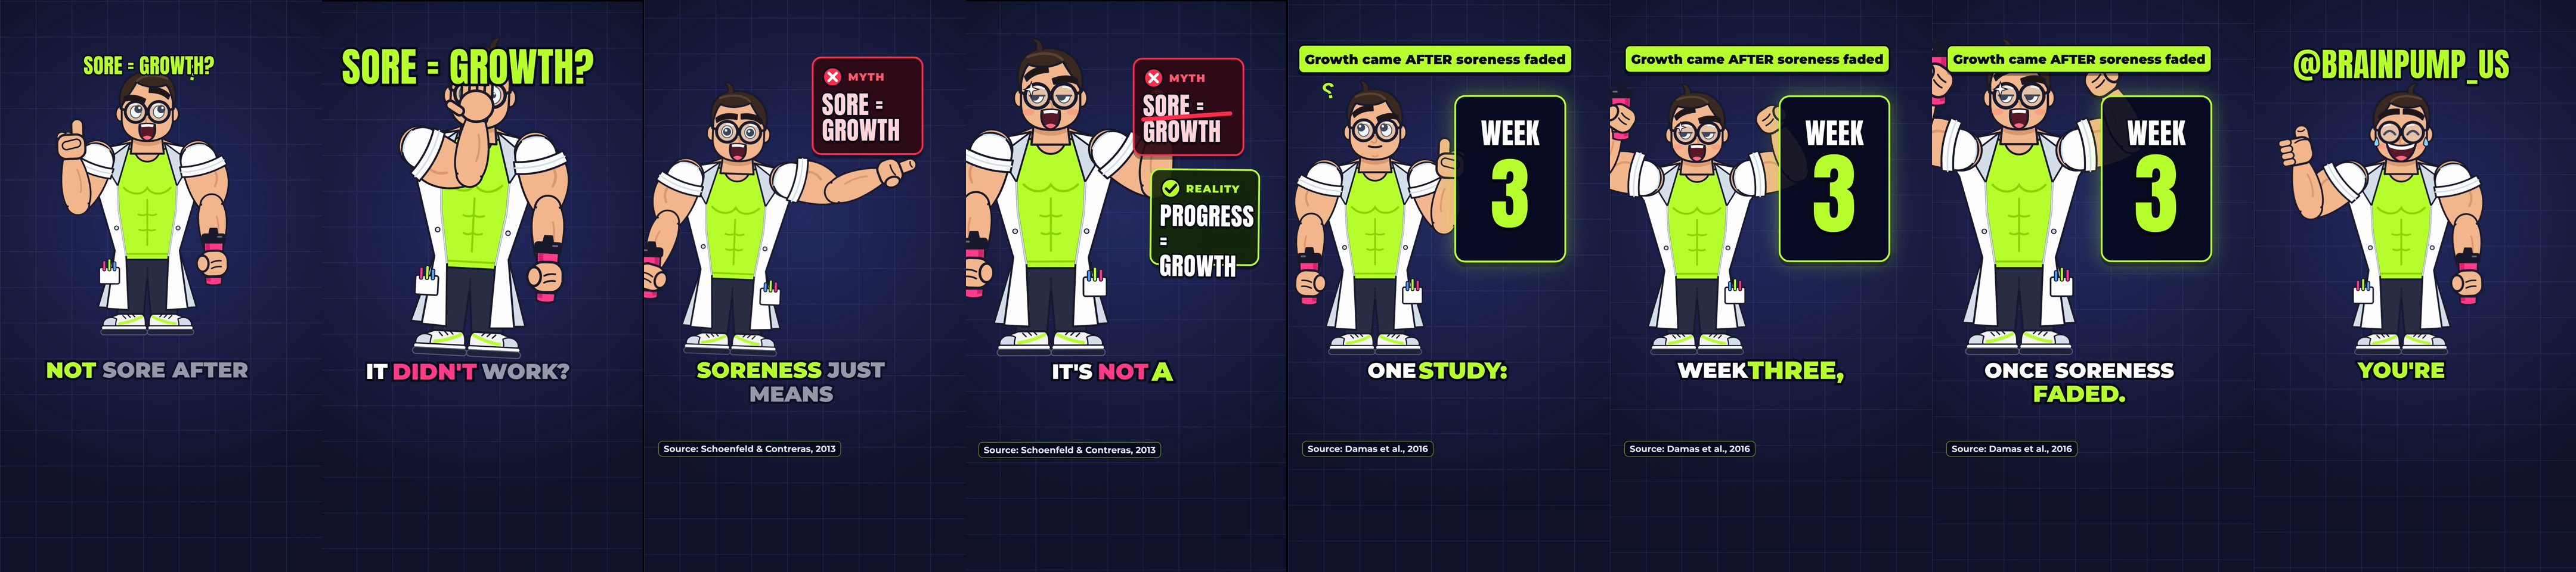 SORE = GROWTH?
NOT SORE AFTER
SORE = GROWTH?
IT DIDN'T WORK?
MYTH
SORE =
GROWTH
SORENESS JUST
MEANS
Source: Schoenfeld & Contreras, 2013
MYTH
SORE =
GROWTH
REALITY
PROGRESS
=
GROWTH
IT'S NOT A
Source: Schoenfeld & Contreras, 2013
Growth came AFTER soreness faded
?
WEEK
3
ONE STUDY:
Source: Damas et al., 2016
Growth came AFTER soreness faded
WEEK
3
WEEK THREE,
Source: Damas et al., 2016
Growth came AFTER soreness faded
WEEK
3
ONCE SORENESS
FADED.
Source: Damas et al., 2016
@BRAINPUMP_US
YOU'RE